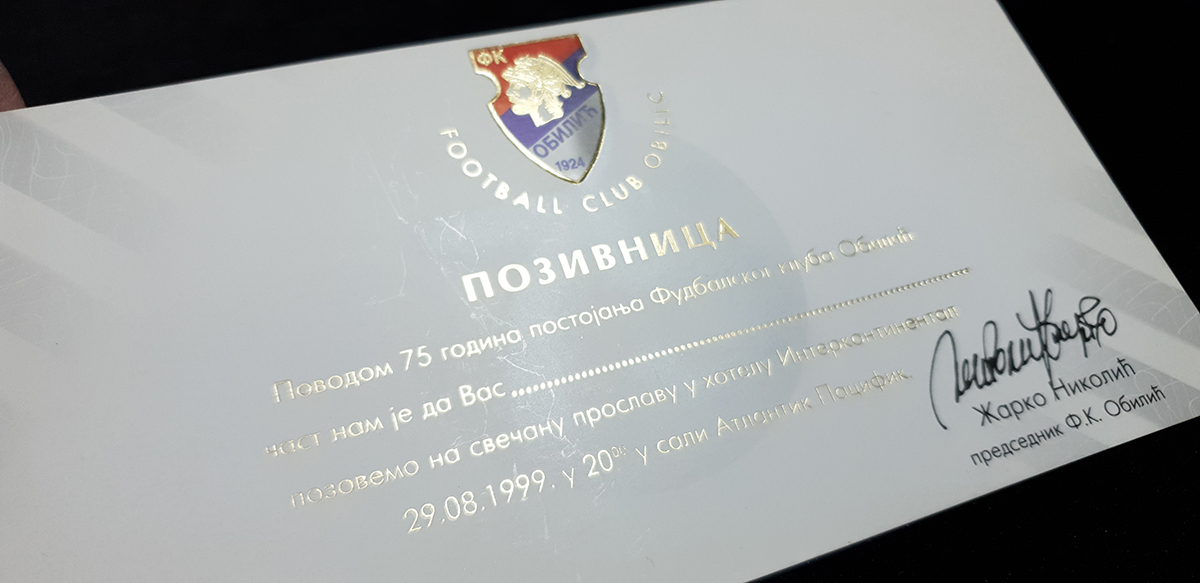 ФК
ОБИЛИЋ
1924
FOOTBALL CLUB OBILIC
ПОЗИВНИЦА
Поводом 75 година постојања Фудбалског клуба Обилић
част нам је да Вас ........................................
позовемо на свечану прославу у хотелу Интерконтинентал
29.08.1999. у 20 у сали Атлантик Пацифик.
Жарко Николић
председник Ф.К. Обилић